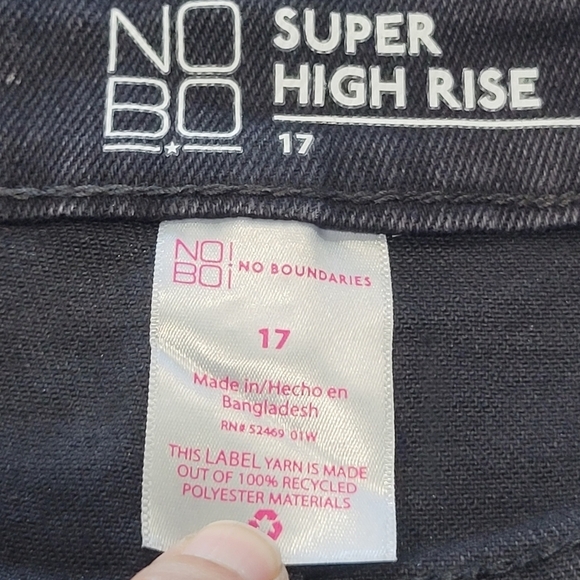 NO
BO
SUPER
HIGH RISE
17
NO!
BOi
NO BOUNDARIES
17
Made in/Hecho en
Bangladesh
RN# 52469 01W
THIS LABEL YARN IS MADE
OUT OF 100% RECYCLED
POLYESTER MATERIALS